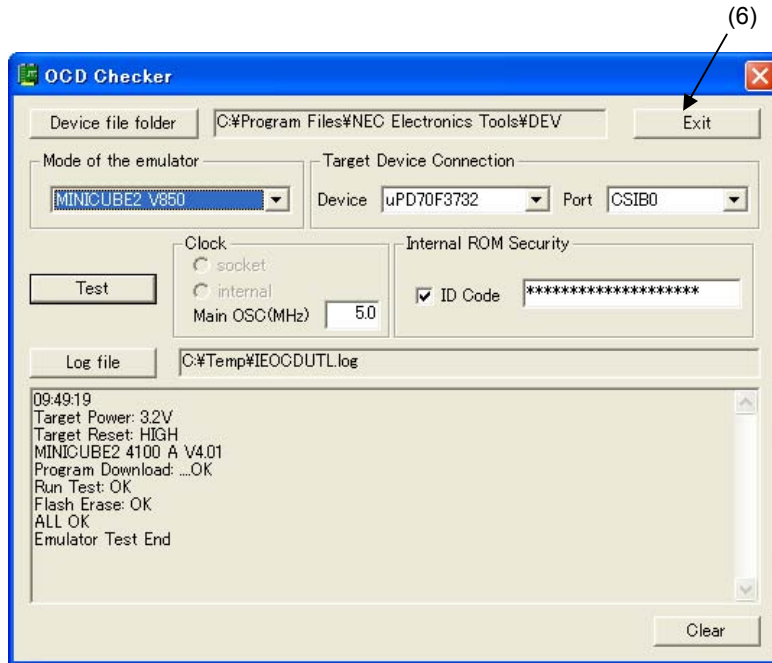 (6)
OCD Checker
Device file folder C:¥Program Files¥NEC Electronics Tools¥DEV Exit
Mode of the emulator Target Device Connection
MINICUBE2 V850 Device uPD70F3732 Port CSIB0
Clock Internal ROM Security
socket
Test internal ID Code ********************
Main OSC(MHz) 5.0
Log file C:¥Temp¥IEOCDUTL.log
09:49:19
Target Power: 3.2V
Target Reset: HIGH
MINICUBE2 4100 A V4.01
Program Download: ....OK
Run Test: OK
Flash Erase: OK
ALL OK
Emulator Test End
Clear